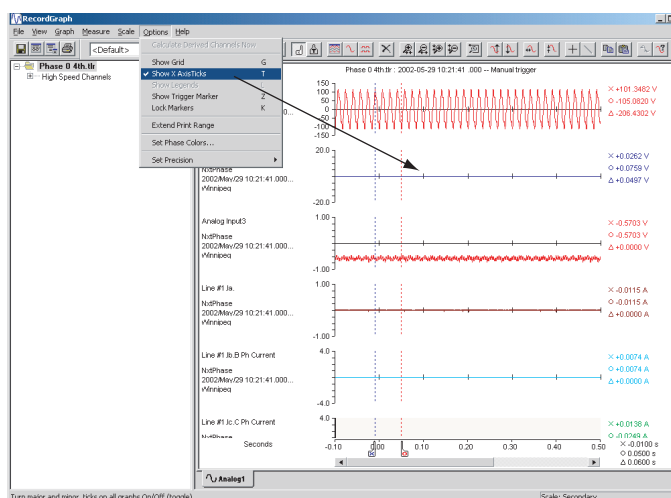 RecordGraph
File View Graph Measure Scale Options Help
<Default>
Calculate Derived Channels Now
Show Grid G
Show X AxisTicks T
Show Legends
Show Trigger Marker Z
Lock Markers K
Extend Print Range
Set Phase Colors...
Set Precision
Phase 0 4th.tlr
High Speed Channels
Phase 0 4th.tlr : 2002-05-29 10:21:41 .000 -- Manual trigger
150
100
50
0
-50
-100
-150
×+101.3482 V
○ -105.0820 V
△ -206.4302 V
20.0
-20.0
NxtPhase
2002/May/29 10:21:41.000...
Winnipeg
×+0.0262 V
○ +0.0759 V
△ +0.0497 V
Analog Input3
NxtPhase
2002/May/29 10:21:41.000...
Winnipeg
1.00
-1.00
×-0.5703 V
○ -0.5703 V
△ +0.0000 V
Line #1 Ia.
NxtPhase
2002/May/29 10:21:41.000...
Winnipeg
1.00
-1.00
×-0.0115 A
○ -0.0115 A
△ +0.0000 A
Line #1 Ib.B Ph Current
NxtPhase
2002/May/29 10:21:41.000...
Winnipeg
4.0
-4.0
×+0.0074 A
○ +0.0074 A
△ +0.0000 A
Line #1 Ic.C Ph Current
NxtPhase
4.0
×+0.0138 A
○ -0.0249 A
Seconds
-0.10 0.00 0.10 0.20 0.30 0.40 0.50
×-0.0100 s
○ 0.0500 s
△ 0.0600 s
Analog1
Turn major and minor ticks on all graphs On/Off (toggle)
Scale: Secondary